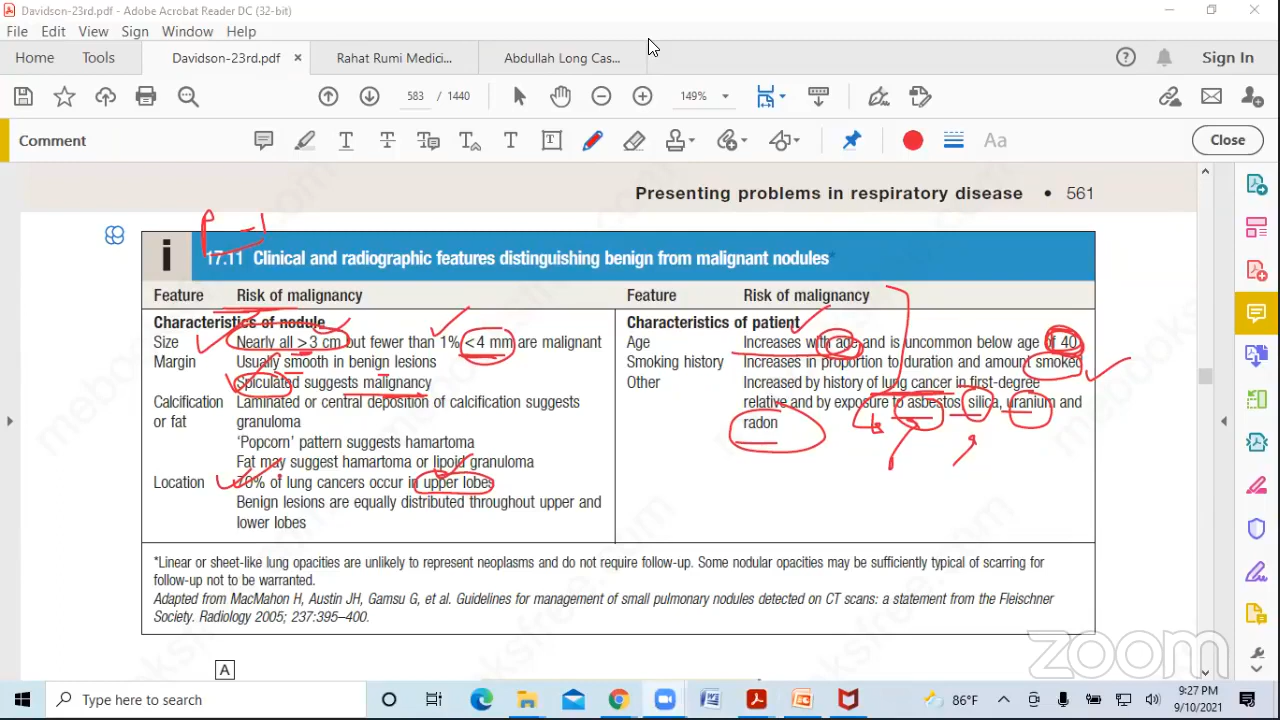 Davidson-23rd.pdf - Adobe Acrobat Reader DC (32-bit)
File Edit View Sign Window Help
Home Tools Davidson-23rd.pdf × Rahat Rumi Medici... Abdullah Long Cas... Sign In
583 / 1440 149%
Comment Aa Close
Presenting problems in respiratory disease • 561
i 17.11 Clinical and radiographic features distinguishing benign from malignant nodules*
Feature Risk of malignancy
Characteristics of nodule
Size Nearly all > 3 cm but fewer than 1% < 4 mm are malignant
Margin Usually smooth in benign lesions
Spiculated suggests malignancy
Calcification Laminated or central deposition of calcification suggests
or fat granuloma
'Popcorn' pattern suggests hamartoma
Fat may suggest hamartoma or lipoid granuloma
Location 70% of lung cancers occur in upper lobes
Benign lesions are equally distributed throughout upper and
lower lobes
Feature Risk of malignancy
Characteristics of patient
Age Increases with age and is uncommon below age of 40
Smoking history Increases in proportion to duration and amount smoked
Other Increased by history of lung cancer in first-degree
relative and by exposure to asbestos, silica, uranium and
radon
*Linear or sheet-like lung opacities are unlikely to represent neoplasms and do not require follow-up. Some nodular opacities may be sufficiently typical of scarring for
follow-up not to be warranted.
Adapted from MacMahon H, Austin JH, Gamsu G, et al. Guidelines for management of small pulmonary nodules detected on CT scans: a statement from the Fleischner
Society. Radiology 2005; 237:395–400.
A
zoom
Type here to search 86°F 9:27 PM
9/10/2021